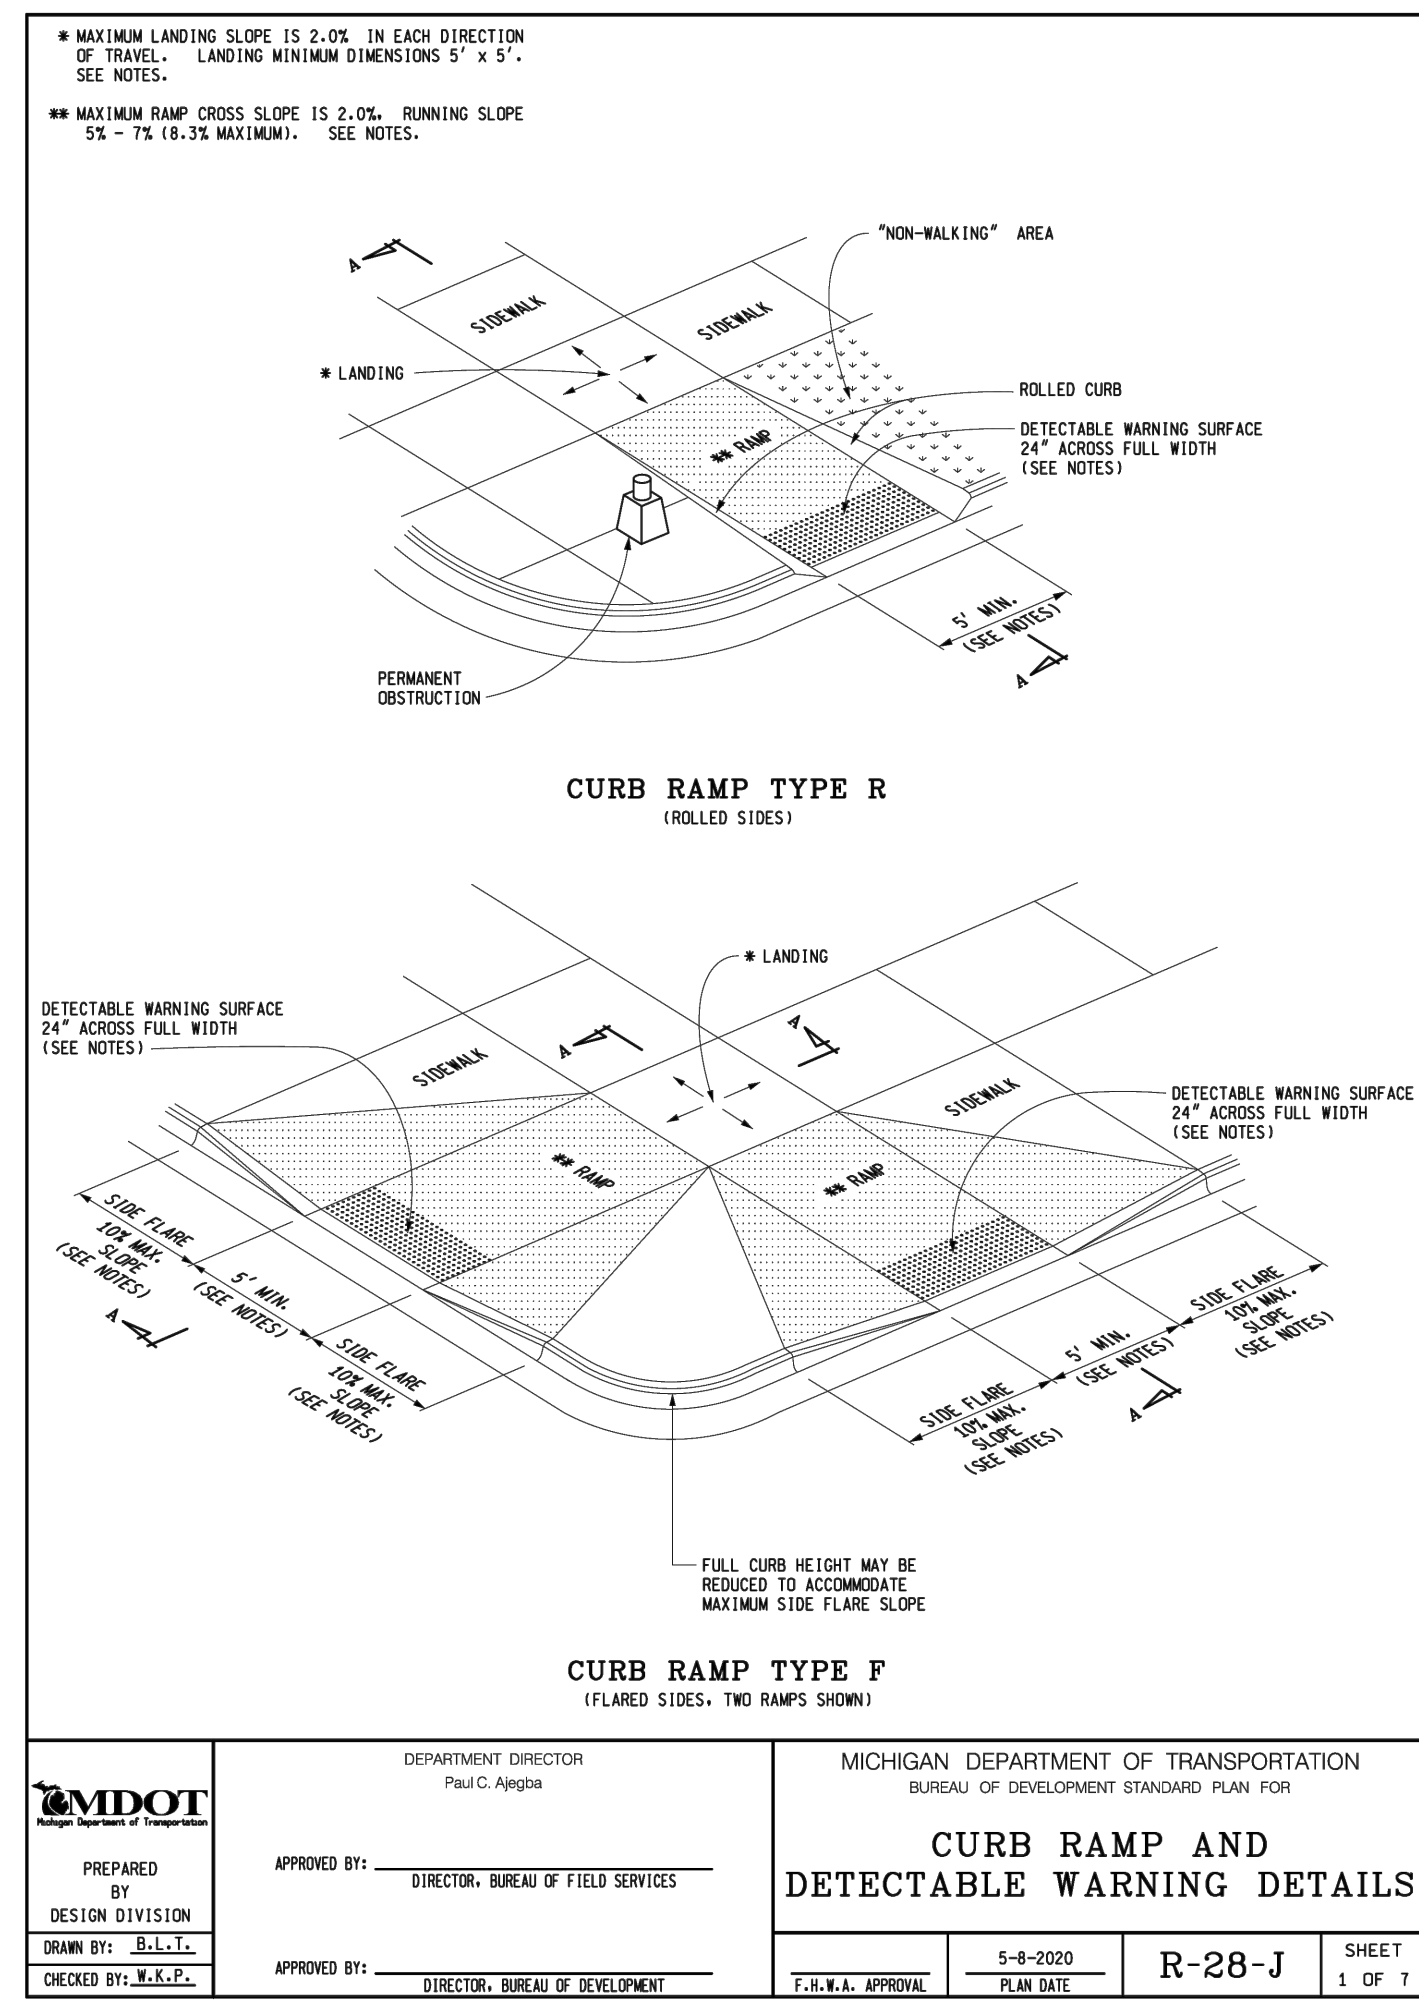 * MAXIMUM LANDING SLOPE IS 2.0% IN EACH DIRECTION
OF TRAVEL. LANDING MINIMUM DIMENSIONS 5' x 5'.
SEE NOTES.
** MAXIMUM RAMP CROSS SLOPE IS 2.0%. RUNNING SLOPE
5% - 7% (8.3% MAXIMUM). SEE NOTES.
"NON-WALKING" AREA
A
SIDEWALK
SIDEWALK
* LANDING
ROLLED CURB
** RAMP
DETECTABLE WARNING SURFACE
24" ACROSS FULL WIDTH
(SEE NOTES)
5' MIN.
(SEE NOTES)
A
PERMANENT
OBSTRUCTION
CURB RAMP TYPE R
(ROLLED SIDES)
* LANDING
DETECTABLE WARNING SURFACE
24" ACROSS FULL WIDTH
(SEE NOTES)
A
A
SIDEWALK
SIDEWALK
DETECTABLE WARNING SURFACE
24" ACROSS FULL WIDTH
(SEE NOTES)
** RAMP
** RAMP
SIDE FLARE
10% MAX.
SLOPE
(SEE NOTES)
5' MIN.
(SEE NOTES)
A
SIDE FLARE
10% MAX.
SLOPE
(SEE NOTES)
SIDE FLARE
10% MAX.
SLOPE
(SEE NOTES)
5' MIN.
(SEE NOTES)
A
SIDE FLARE
10% MAX.
SLOPE
(SEE NOTES)
FULL CURB HEIGHT MAY BE
REDUCED TO ACCOMMODATE
MAXIMUM SIDE FLARE SLOPE
CURB RAMP TYPE F
(FLARED SIDES, TWO RAMPS SHOWN)
MDOT
Michigan Department of Transportation
PREPARED
BY
DESIGN DIVISION
DRAWN BY: B.L.T.
CHECKED BY: W.K.P.
DEPARTMENT DIRECTOR
Paul C. Ajegba
APPROVED BY:
DIRECTOR, BUREAU OF FIELD SERVICES
APPROVED BY:
DIRECTOR, BUREAU OF DEVELOPMENT
MICHIGAN DEPARTMENT OF TRANSPORTATION
BUREAU OF DEVELOPMENT STANDARD PLAN FOR
CURB RAMP AND
DETECTABLE WARNING DETAILS
F.H.W.A. APPROVAL
5-8-2020
PLAN DATE
R-28-J
SHEET
1 OF 7